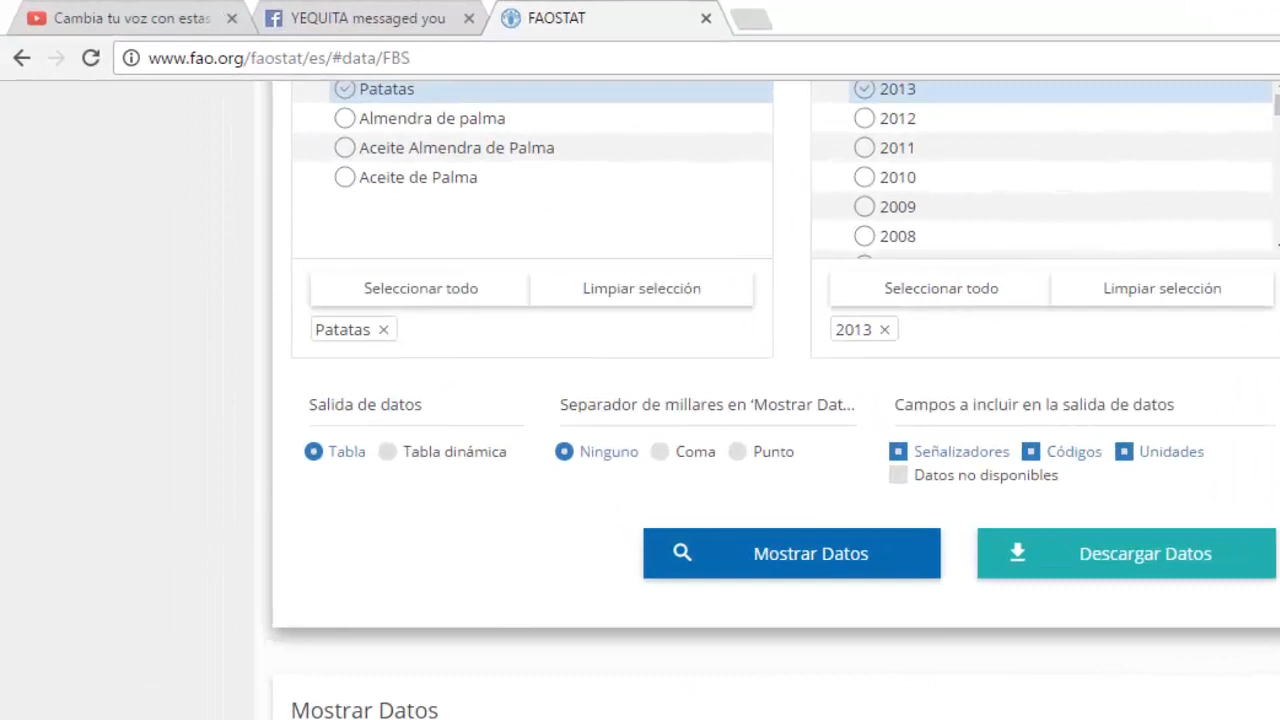 Cambia tu voz con estas
YEQUITA messaged you
FAOSTAT
www.fao.org/faostat/es/#data/FBS
Patatas
Almendra de palma
Aceite Almendra de Palma
Aceite de Palma
Seleccionar todo
Limpiar selección
Patatas
2013
2012
2011
2010
2009
2008
Seleccionar todo
Limpiar selección
2013
Salida de datos
Tabla
Tabla dinámica
Separador de millares en ‘Mostrar Dat...
Ninguno
Coma
Punto
Campos a incluir en la salida de datos
Señalizadores
Códigos
Unidades
Datos no disponibles
Mostrar Datos
Descargar Datos
Mostrar Datos